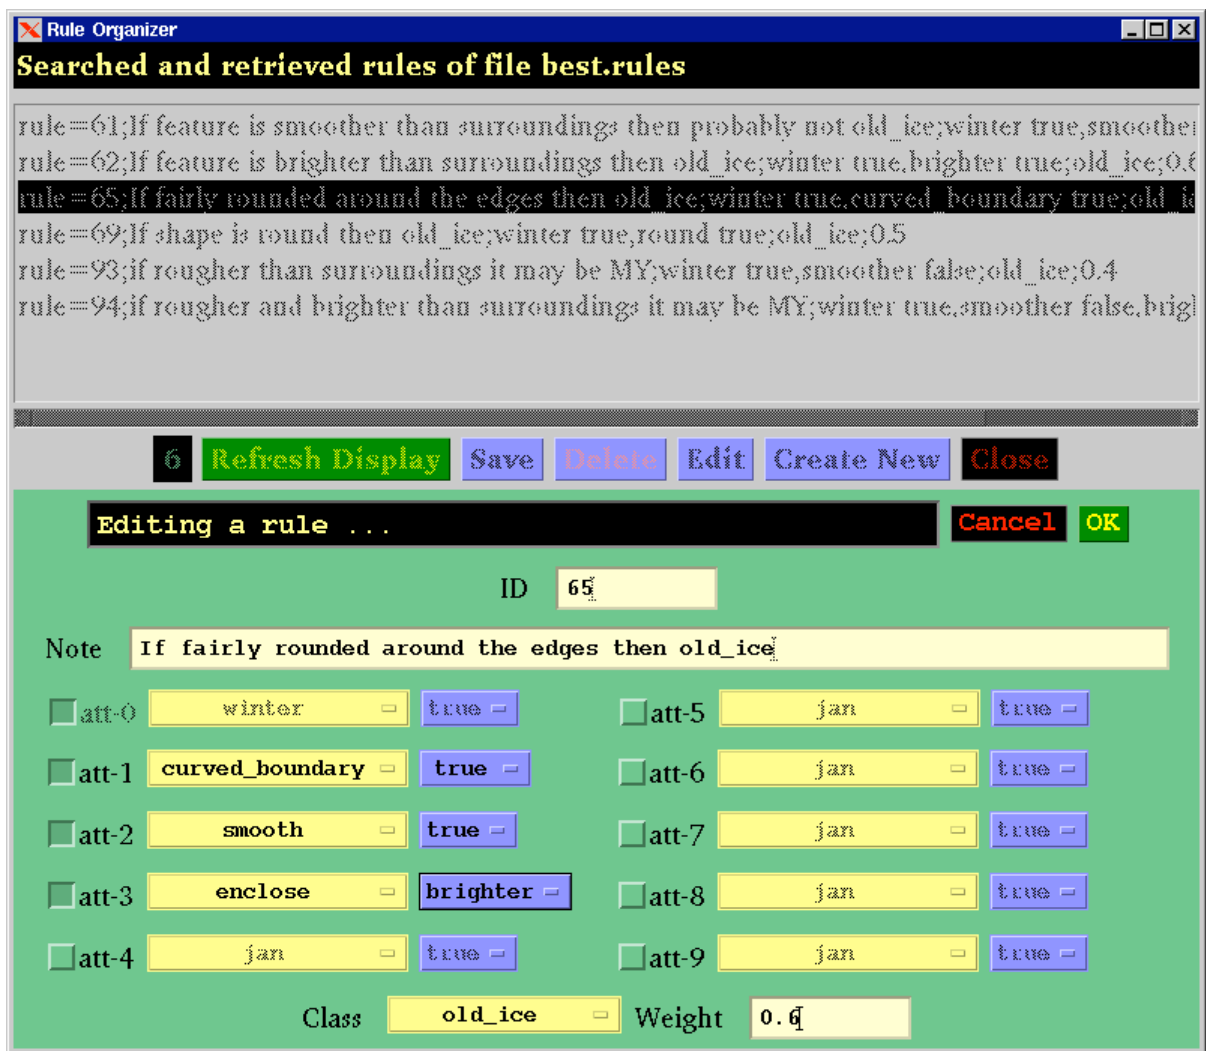 Rule Organizer
Searched and retrieved rules of file best.rules
rule=61;If feature is smoother than surroundings then probably not old_ice;winter true,smoother
rule=62;If feature is brighter than surroundings then old_ice;winter true,brighter true;old_ice;0.6
rule=65;If fairly rounded around the edges then old_ice;winter true,curved_boundary true;old_ic
rule=69;If shape is round then old_ice;winter true,round true;old_ice;0.5
rule=93;if rougher than surroundings it may be MY;winter true,smoother false;old_ice;0.4
rule=94;if rougher and brighter than surroundings it may be MY;winter true,smoother false,brigh
6 Refresh Display Save Delete Edit Create New Close
Editing a rule ... Cancel OK
ID 65
Note If fairly rounded around the edges then old_ice
att-0 winter true att-5 jan true
att-1 curved_boundary true att-6 jan true
att-2 smooth true att-7 jan true
att-3 enclose brighter att-8 jan true
att-4 jan true att-9 jan true
Class old_ice Weight 0.6